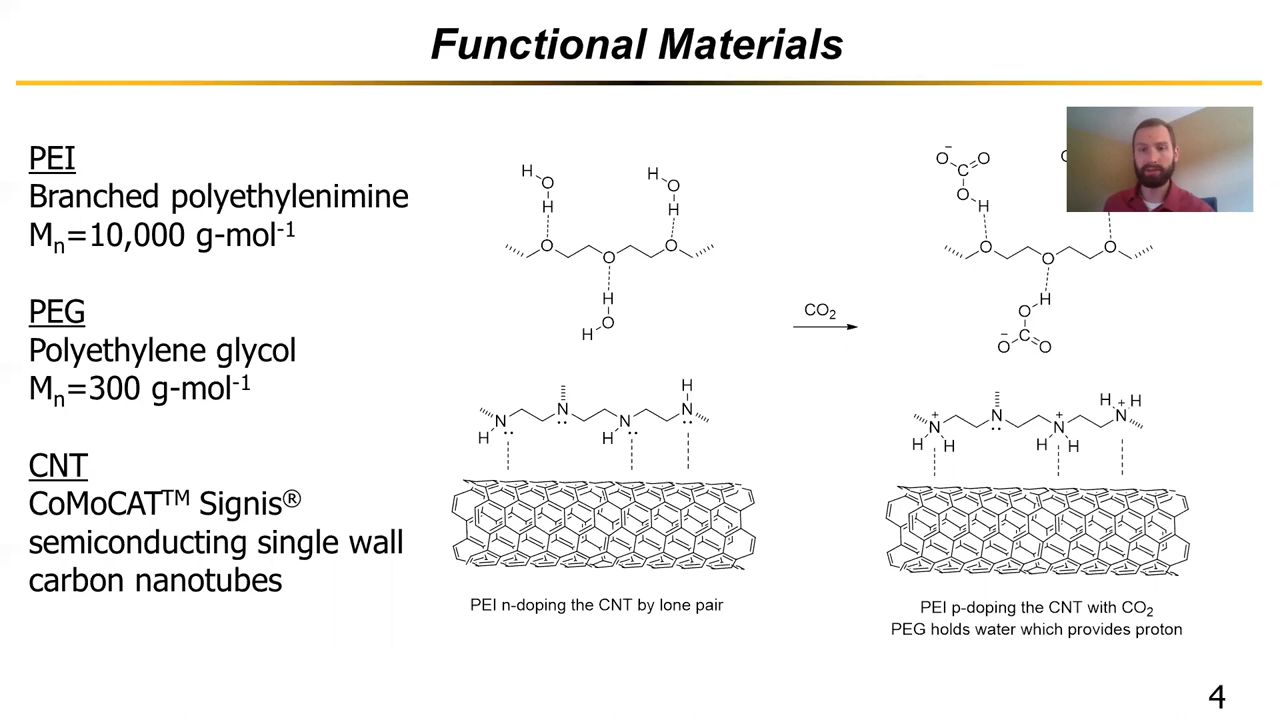 Functional Materials
PEI
Branched polyethylenimine
Mn=10,000 g-mol-1
PEG
Polyethylene glycol
Mn=300 g-mol-1
CNT
CoMoCAT™ Signis®
semiconducting single wall
carbon nanotubes
H
O
H
H
O
H
O
O
O
H
O
H
CO2
O−
C
O
O
H
O
O
O
O
H
O
O−
C
O
H
N
N
N
H
N
H
H + H
N
+
N
H
H
N
+
N
H
H
PEI n-doping the CNT by lone pair
PEI p-doping the CNT with CO2
PEG holds water which provides proton
4